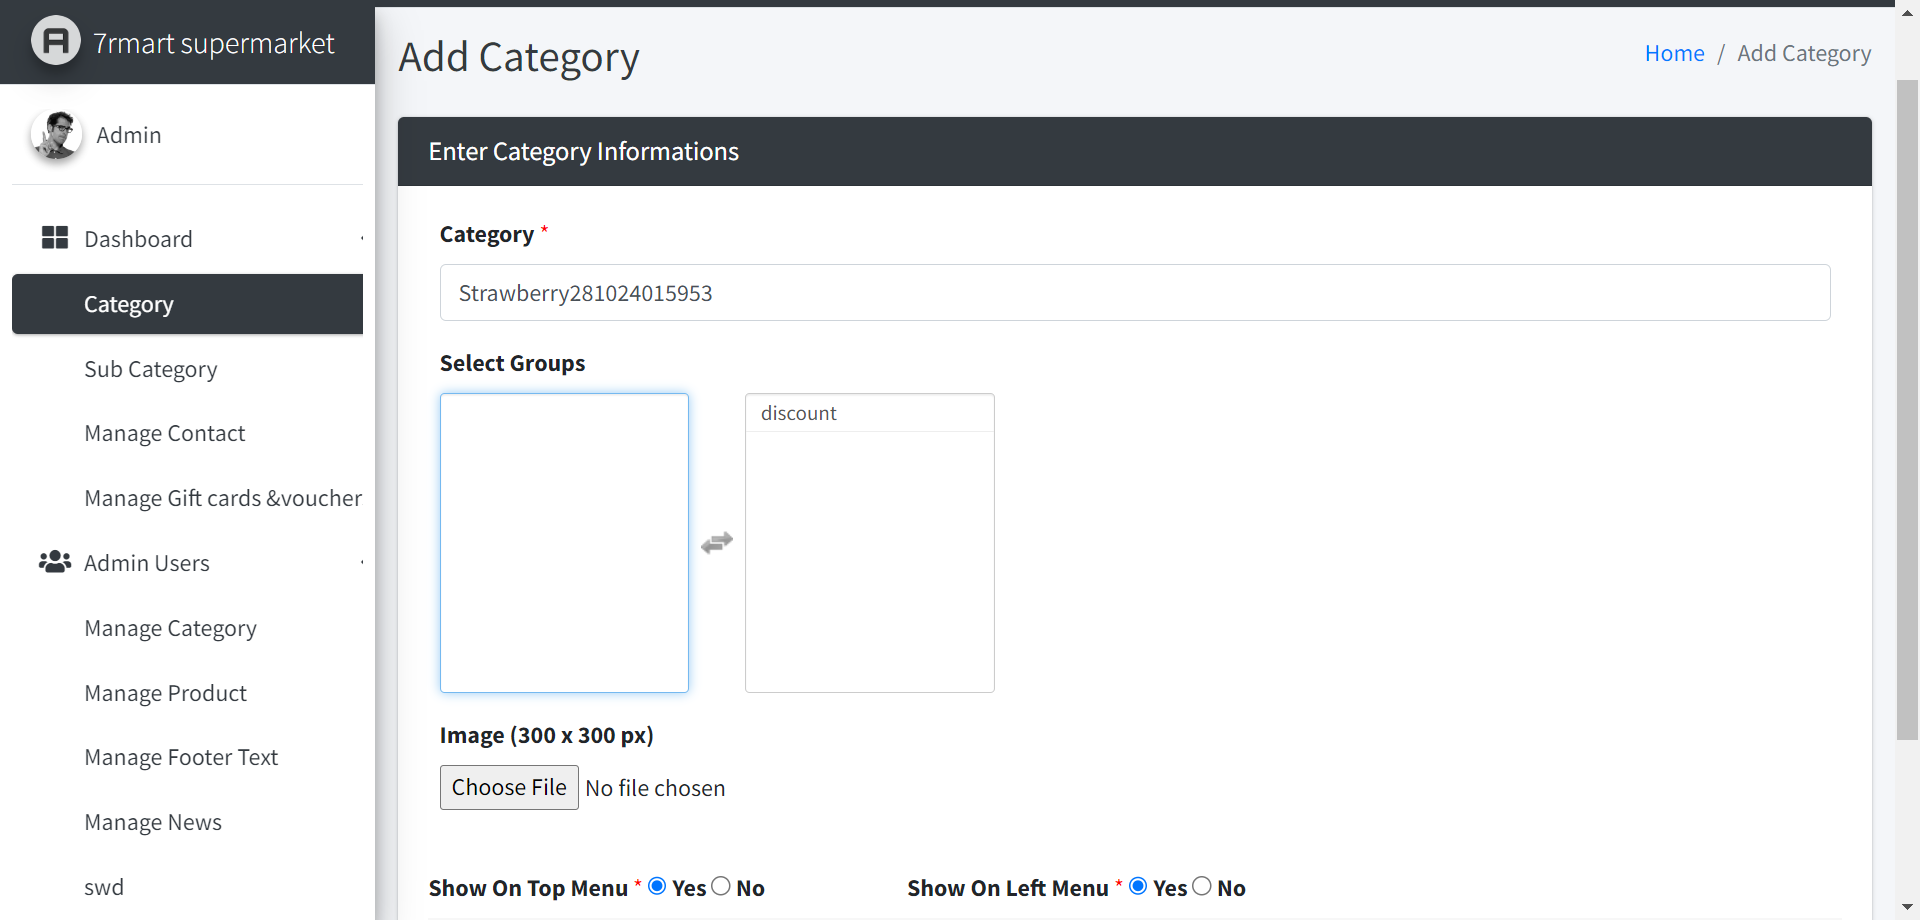 7rmart supermarket
Admin
Dashboard
Category
Sub Category
Manage Contact
Manage Gift cards &voucher
Admin Users
Manage Category
Manage Product
Manage Footer Text
Manage News
swd
Add Category
Home / Add Category
Enter Category Informations
Category *
Strawberry281024015953
Select Groups
discount
Image (300 x 300 px)
Choose File No file chosen
Show On Top Menu * Yes No
Show On Left Menu * Yes No